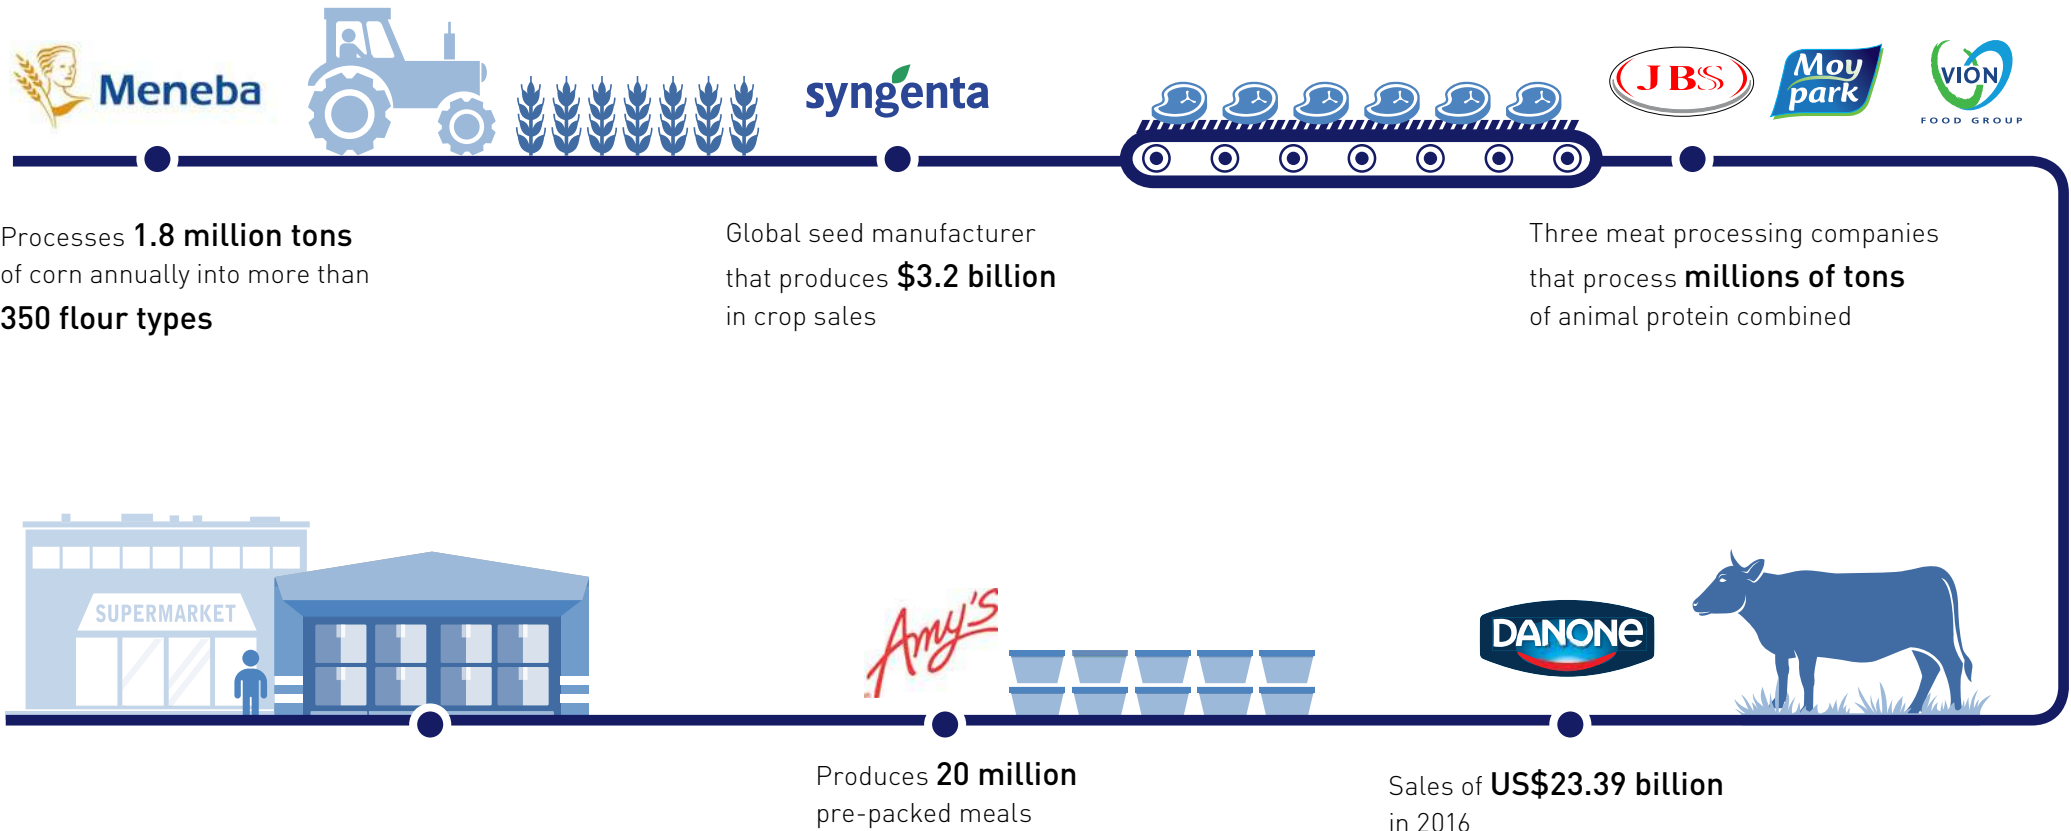 Meneba
syngenta
JBS
Moy
park
VION
FOOD GROUP
Processes 1.8 million tons
of corn annually into more than
350 flour types
Global seed manufacturer
that produces $3.2 billion
in crop sales
Three meat processing companies
that process millions of tons
of animal protein combined
SUPERMARKET
Amy's
DANONE
Produces 20 million
pre-packed meals
Sales of US$23.39 billion
in 2016